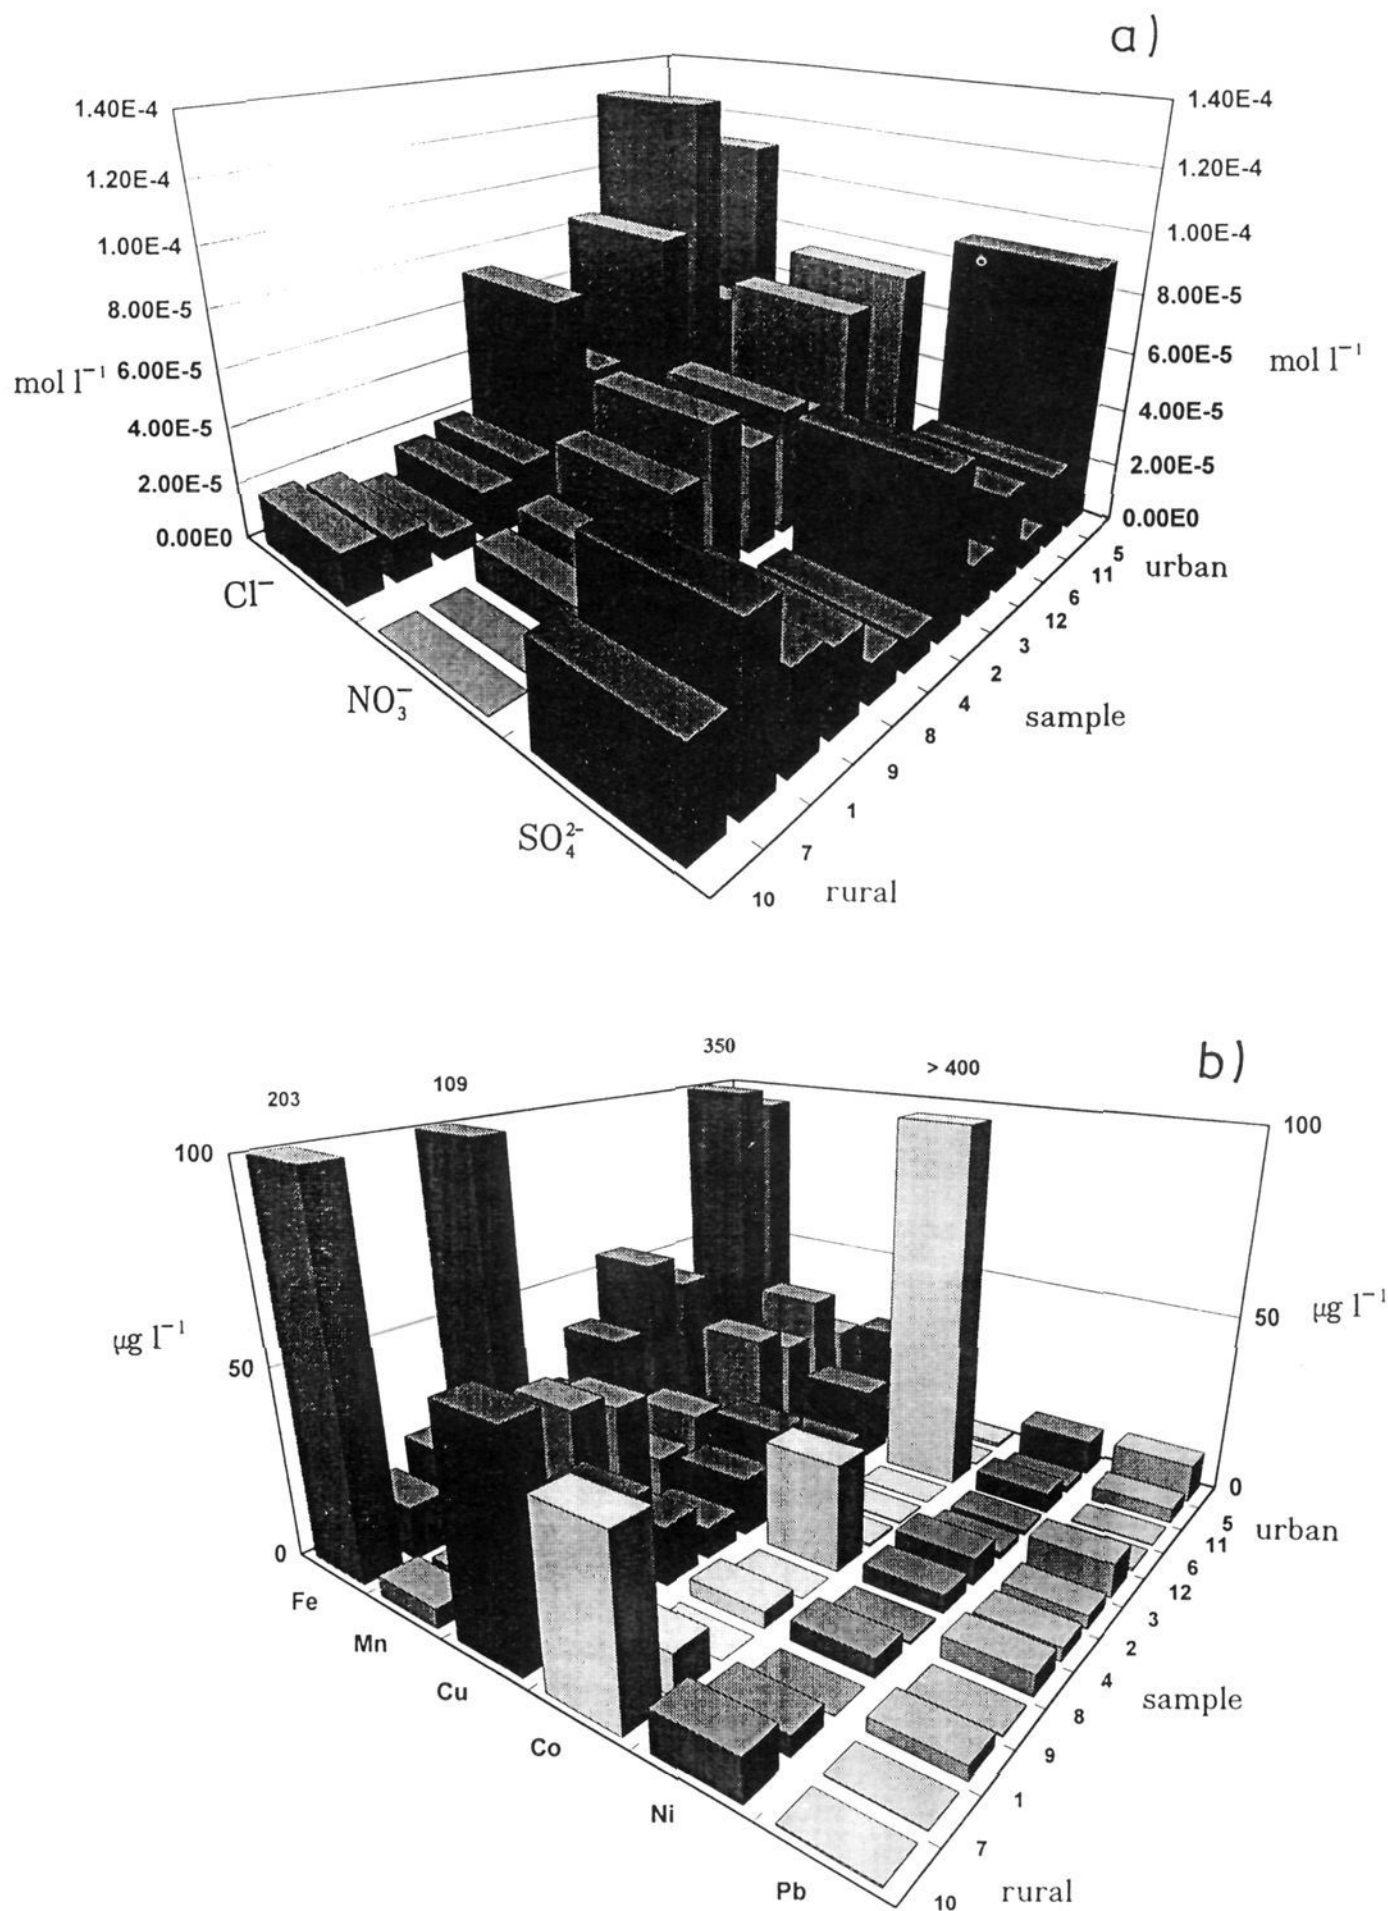 a)
1.40E-4
1.20E-4
1.00E-4
8.00E-5
mol l⁻¹ 6.00E-5
4.00E-5
2.00E-5
0.00E0
1.40E-4
1.20E-4
1.00E-4
8.00E-5
6.00E-5 mol l⁻¹
4.00E-5
2.00E-5
0.00E0
Cl⁻
NO₃⁻
SO₄²⁻
5 urban
11
6
12
3
2
4 sample
8
9
1
7
10 rural
b)
203
109
350
> 400
100
µg l⁻¹
50
0
100
50 µg l⁻¹
0
Fe
Mn
Cu
Co
Ni
Pb
5 urban
11
6
12
3
2
4 sample
8
9
1
7
10 rural